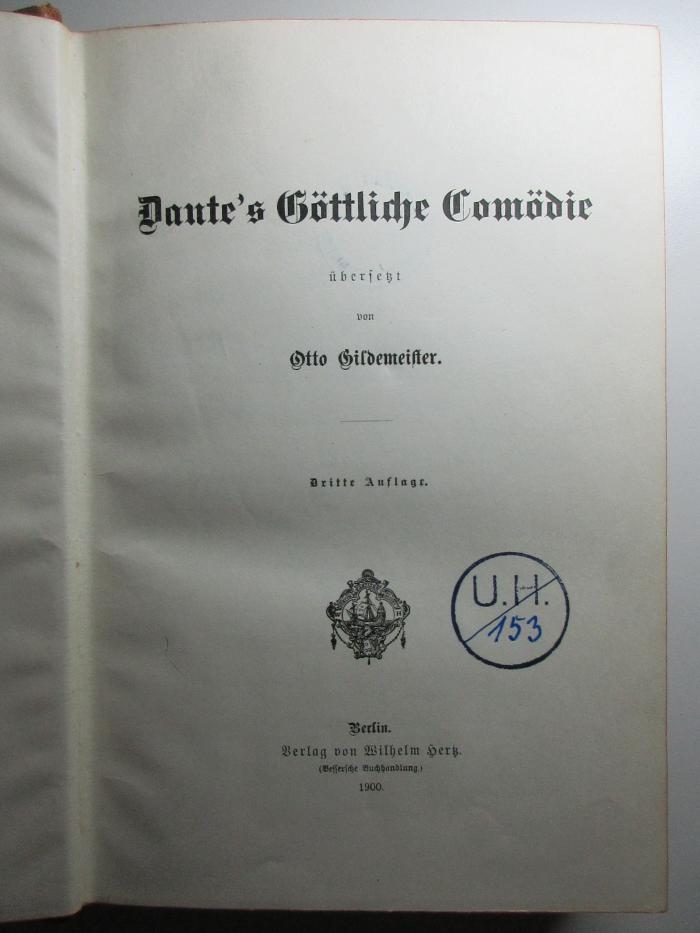 Dante's Göttliche Comödie
übersetzt
von
Otto Gildemeister.
Dritte Auflage.
U.H.
153
Berlin.
Verlag von Wilhelm Hertz.
(Bessersche Buchhandlung.)
1900.